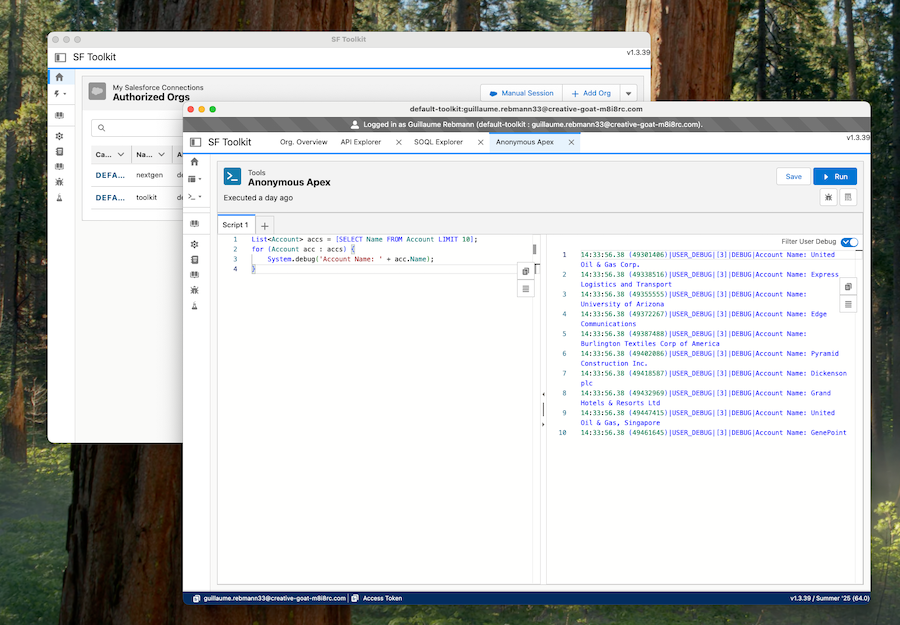 SF Toolkit
SF Toolkit
v1.3.39
My Salesforce Connections
Authorized Orgs
Manual Session
Add Org
Ca...
Na...
A
DEFA...
nextgen
DEFA...
toolkit
default-toolkit:guillaume.rebmann33@creative-goat-m8i8rc.com
Logged in as Guillaume Rebmann (default-toolkit : guillaume.rebmann33@creative-goat-m8i8rc.com).
SF Toolkit
Org. Overview
API Explorer
SOQL Explorer
Anonymous Apex
v1.3.39
Tools
Anonymous Apex
Save
Run
Executed a day ago
Script 1
Filter User Debug
1 List<Account> accs = [SELECT Name FROM Account LIMIT 10];
2 for (Account acc : accs) {
3 System.debug('Account Name: ' + acc.Name);
4 }
1 14:33:56.38 (49301486)|USER_DEBUG|[3]|DEBUG|Account Name: United
Oil & Gas Corp.
2 14:33:56.38 (49338516)|USER_DEBUG|[3]|DEBUG|Account Name: Express
Logistics and Transport
3 14:33:56.38 (49355555)|USER_DEBUG|[3]|DEBUG|Account Name:
University of Arizona
4 14:33:56.38 (49372267)|USER_DEBUG|[3]|DEBUG|Account Name: Edge
Communications
5 14:33:56.38 (49387488)|USER_DEBUG|[3]|DEBUG|Account Name:
Burlington Textiles Corp of America
6 14:33:56.38 (49402086)|USER_DEBUG|[3]|DEBUG|Account Name: Pyramid
Construction Inc.
7 14:33:56.38 (49418587)|USER_DEBUG|[3]|DEBUG|Account Name: Dickenson
plc
8 14:33:56.38 (49432969)|USER_DEBUG|[3]|DEBUG|Account Name: Grand
Hotels & Resorts Ltd
9 14:33:56.38 (49447415)|USER_DEBUG|[3]|DEBUG|Account Name: United
Oil & Gas, Singapore
10 14:33:56.38 (49461645)|USER_DEBUG|[3]|DEBUG|Account Name: GenePoint
guillaume.rebmann33@creative-goat-m8i8rc.com
Access Token
v1.3.39 / Summer '25 (64.0)